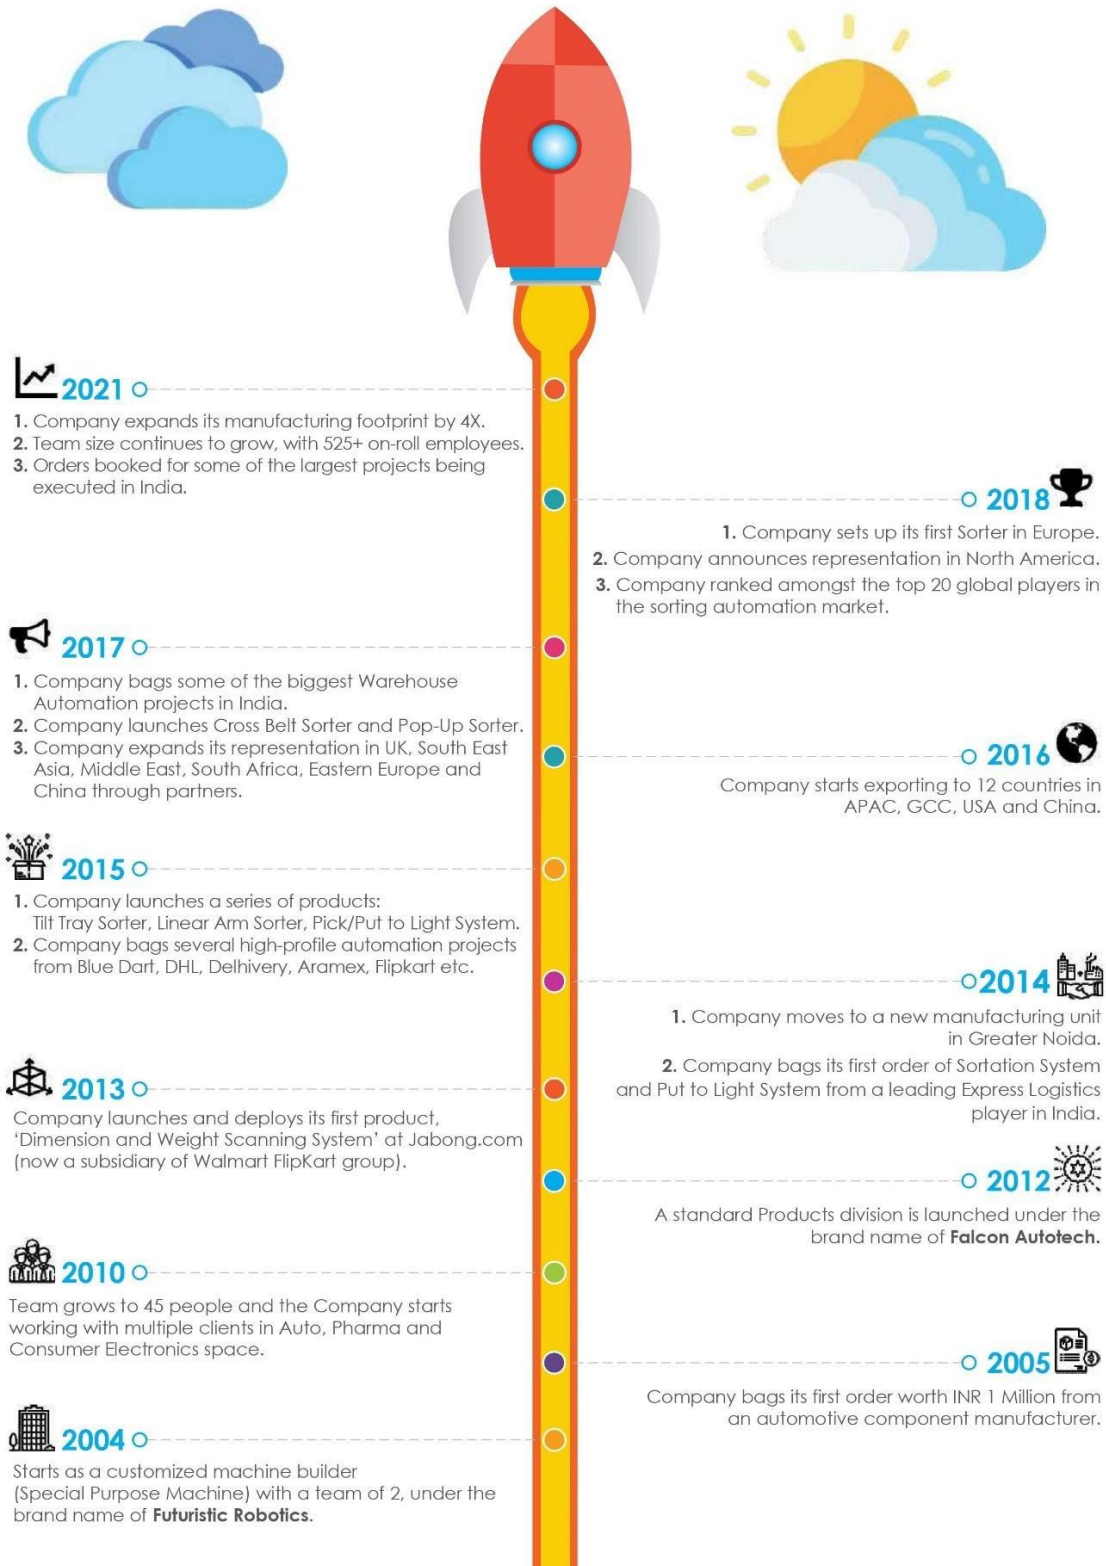 2021
1. Company expands its manufacturing footprint by 4X.
2. Team size continues to grow, with 525+ on-roll employees.
3. Orders booked for some of the largest projects being
executed in India.
2018
1. Company sets up its first Sorter in Europe.
2. Company announces representation in North America.
3. Company ranked amongst the top 20 global players in
the sorting automation market.
2017
1. Company bags some of the biggest Warehouse
Automation projects in India.
2. Company launches Cross Belt Sorter and Pop-Up Sorter.
3. Company expands its representation in UK, South East
Asia, Middle East, South Africa, Eastern Europe and
China through partners.
2016
Company starts exporting to 12 countries in
APAC, GCC, USA and China.
2015
1. Company launches a series of products:
Tilt Tray Sorter, Linear Arm Sorter, Pick/Put to Light System.
2. Company bags several high-profile automation projects
from Blue Dart, DHL, Delhivery, Aramex, Flipkart etc.
2014
1. Company moves to a new manufacturing unit
in Greater Noida.
2. Company bags its first order of Sortation System
and Put to Light System from a leading Express Logistics
player in India.
2013
Company launches and deploys its first product,
‘Dimension and Weight Scanning System’ at Jabong.com
(now a subsidiary of Walmart FlipKart group).
2012
A standard Products division is launched under the
brand name of Falcon Autotech.
2010
Team grows to 45 people and the Company starts
working with multiple clients in Auto, Pharma and
Consumer Electronics space.
2005
Company bags its first order worth INR 1 Million from
an automotive component manufacturer.
2004
Starts as a customized machine builder
(Special Purpose Machine) with a team of 2, under the
brand name of Futuristic Robotics.